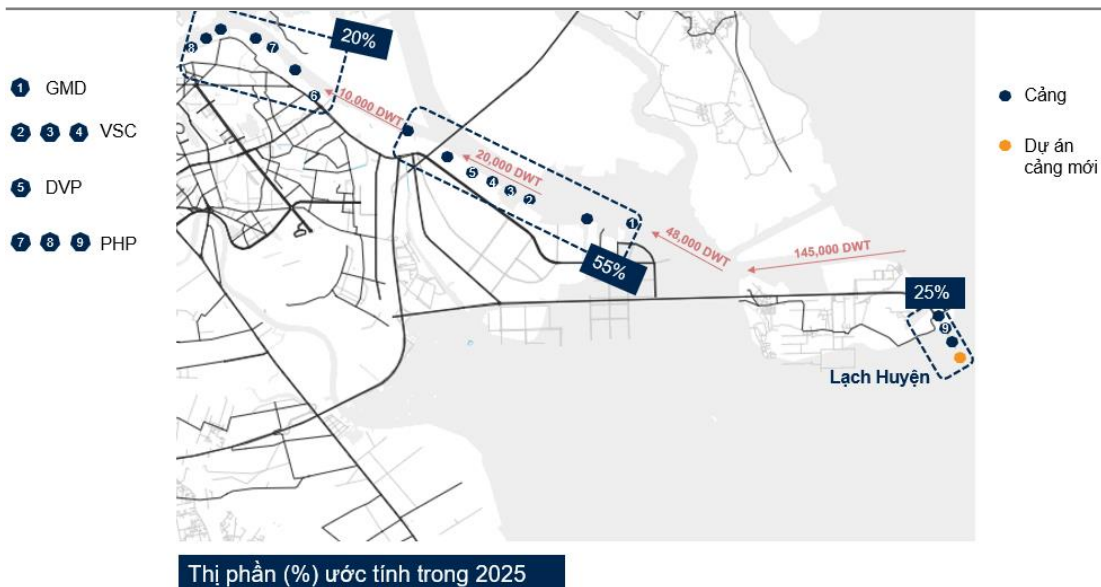 1 GMD
2 3 4 VSC
5 DVP
7 8 9 PHP
8
7
6
20%
10,000 DWT
20,000 DWT
5 4 3 2
1
55%
48,000 DWT
145,000 DWT
25%
9
Lạch Huyện
Cảng
Dự án
cảng mới
Thị phần (%) ước tính trong 2025